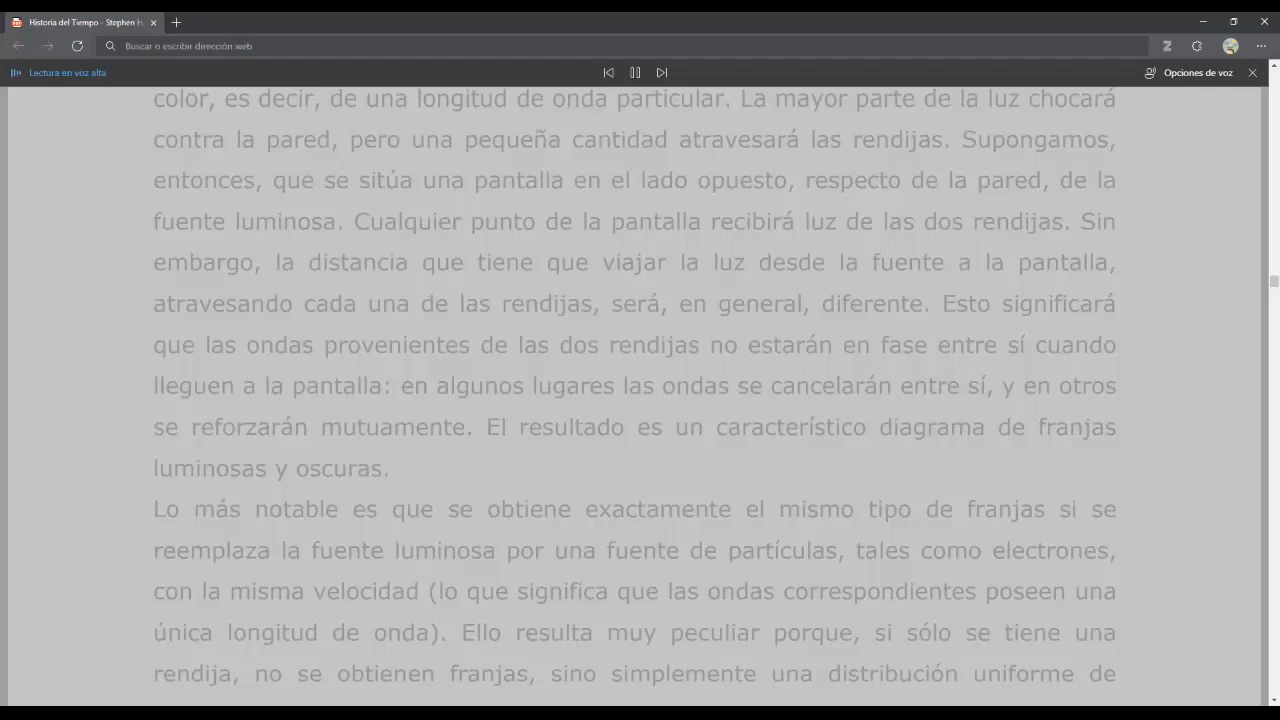 Historia del Tiempo - Stephen H
Buscar o escribir dirección web
Lectura en voz alta
Opciones de voz
color, es decir, de una longitud de onda particular. La mayor parte de la luz chocará
contra la pared, pero una pequeña cantidad atravesará las rendijas. Supongamos,
entonces, que se sitúa una pantalla en el lado opuesto, respecto de la pared, de la
fuente luminosa. Cualquier punto de la pantalla recibirá luz de las dos rendijas. Sin
embargo, la distancia que tiene que viajar la luz desde la fuente a la pantalla,
atravesando cada una de las rendijas, será, en general, diferente. Esto significará
que las ondas provenientes de las dos rendijas no estarán en fase entre sí cuando
lleguen a la pantalla: en algunos lugares las ondas se cancelarán entre sí, y en otros
se reforzarán mutuamente. El resultado es un característico diagrama de franjas
luminosas y oscuras.
Lo más notable es que se obtiene exactamente el mismo tipo de franjas si se
reemplaza la fuente luminosa por una fuente de partículas, tales como electrones,
con la misma velocidad (lo que significa que las ondas correspondientes poseen una
única longitud de onda). Ello resulta muy peculiar porque, si sólo se tiene una
rendija, no se obtienen franjas, sino simplemente una distribución uniforme de